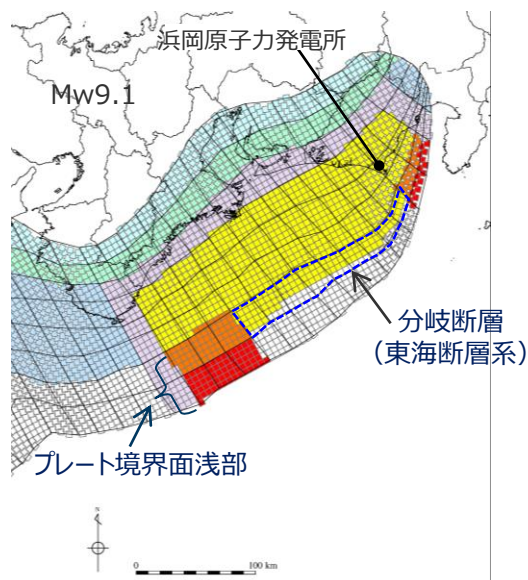 浜岡原子力発電所
Mw9.1
分岐断層
（東海断層系）
プレート境界面浅部
0 100 km